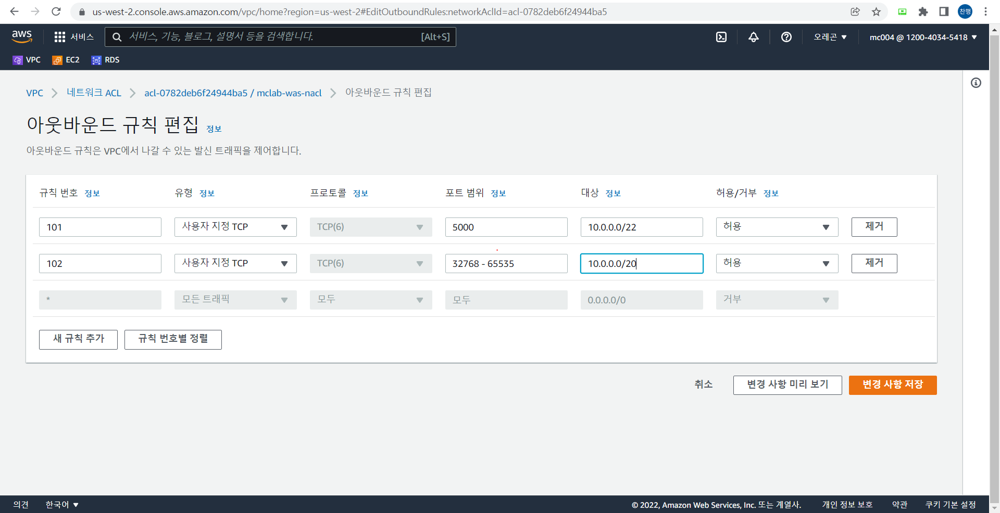 us-west-2.console.aws.amazon.com/vpc/home?region=us-west-2#EditOutboundRules:networkAclId=acl-0782deb6f24944ba5
찬행
aws 서비스 서비스, 기능, 블로그, 설명서 등을 검색합니다. [Alt+S] 오레곤 mc004 @ 1200-4034-5418
VPC EC2 RDS
VPC 네트워크 ACL acl-0782deb6f24944ba5 / mclab-was-nacl 아웃바운드 규칙 편집
아웃바운드 규칙 편집 정보
아웃바운드 규칙은 VPC에서 나갈 수 있는 발신 트래픽을 제어합니다.
규칙 번호 정보 유형 정보 프로토콜 정보 포트 범위 정보 대상 정보 허용/거부 정보
101 사용자 지정 TCP TCP(6) 5000 10.0.0.0/22 허용 제거
102 사용자 지정 TCP TCP(6) 32768 - 65535 10.0.0.0/20 허용 제거
* 모든 트래픽 모두 모두 0.0.0.0/0 거부
새 규칙 추가 규칙 번호별 정렬
취소 변경 사항 미리 보기 변경 사항 저장
의견 한국어 © 2022, Amazon Web Services, Inc. 또는 계열사. 개인 정보 보호 약관 쿠키 기본 설정